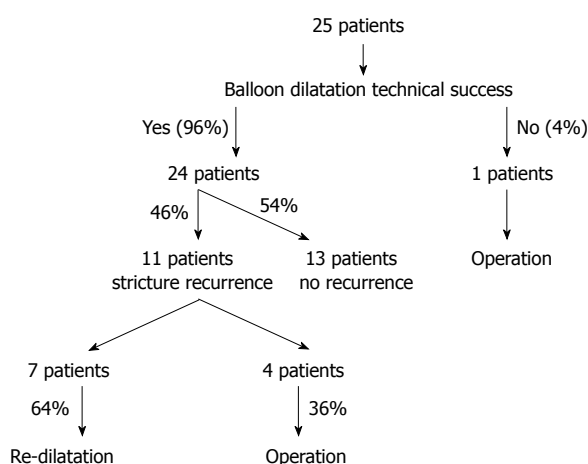 25 patients
Balloon dilatation technical success
Yes (96%)
No (4%)
24 patients
1 patients
46%
54%
11 patients
stricture recurrence
13 patients
no recurrence
Operation
7 patients
4 patients
64%
36%
Re-dilatation
Operation